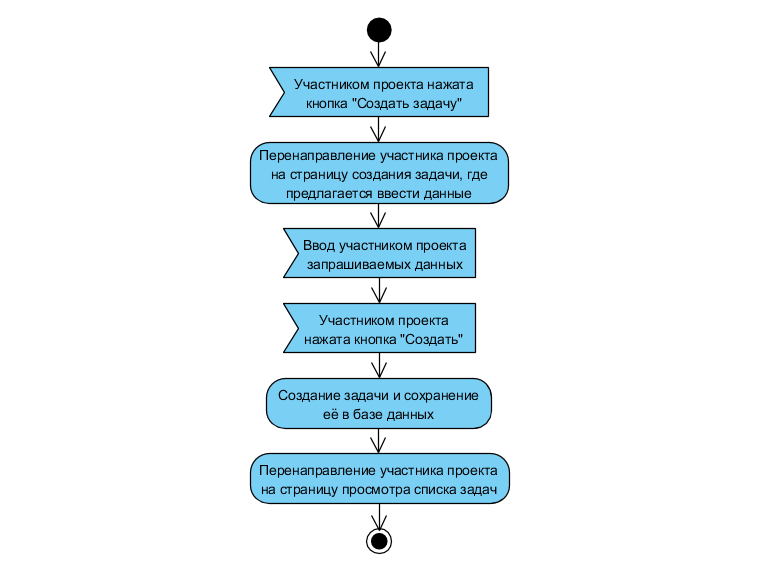 Участником проекта нажата
кнопка "Создать задачу"
Перенаправление участника проекта
на страницу создания задачи, где
предлагается ввести данные
Ввод участником проекта
запрашиваемых данных
Участником проекта
нажата кнопка "Создать"
Создание задачи и сохранение
её в базе данных
Перенаправление участника проекта
на страницу просмотра списка задач